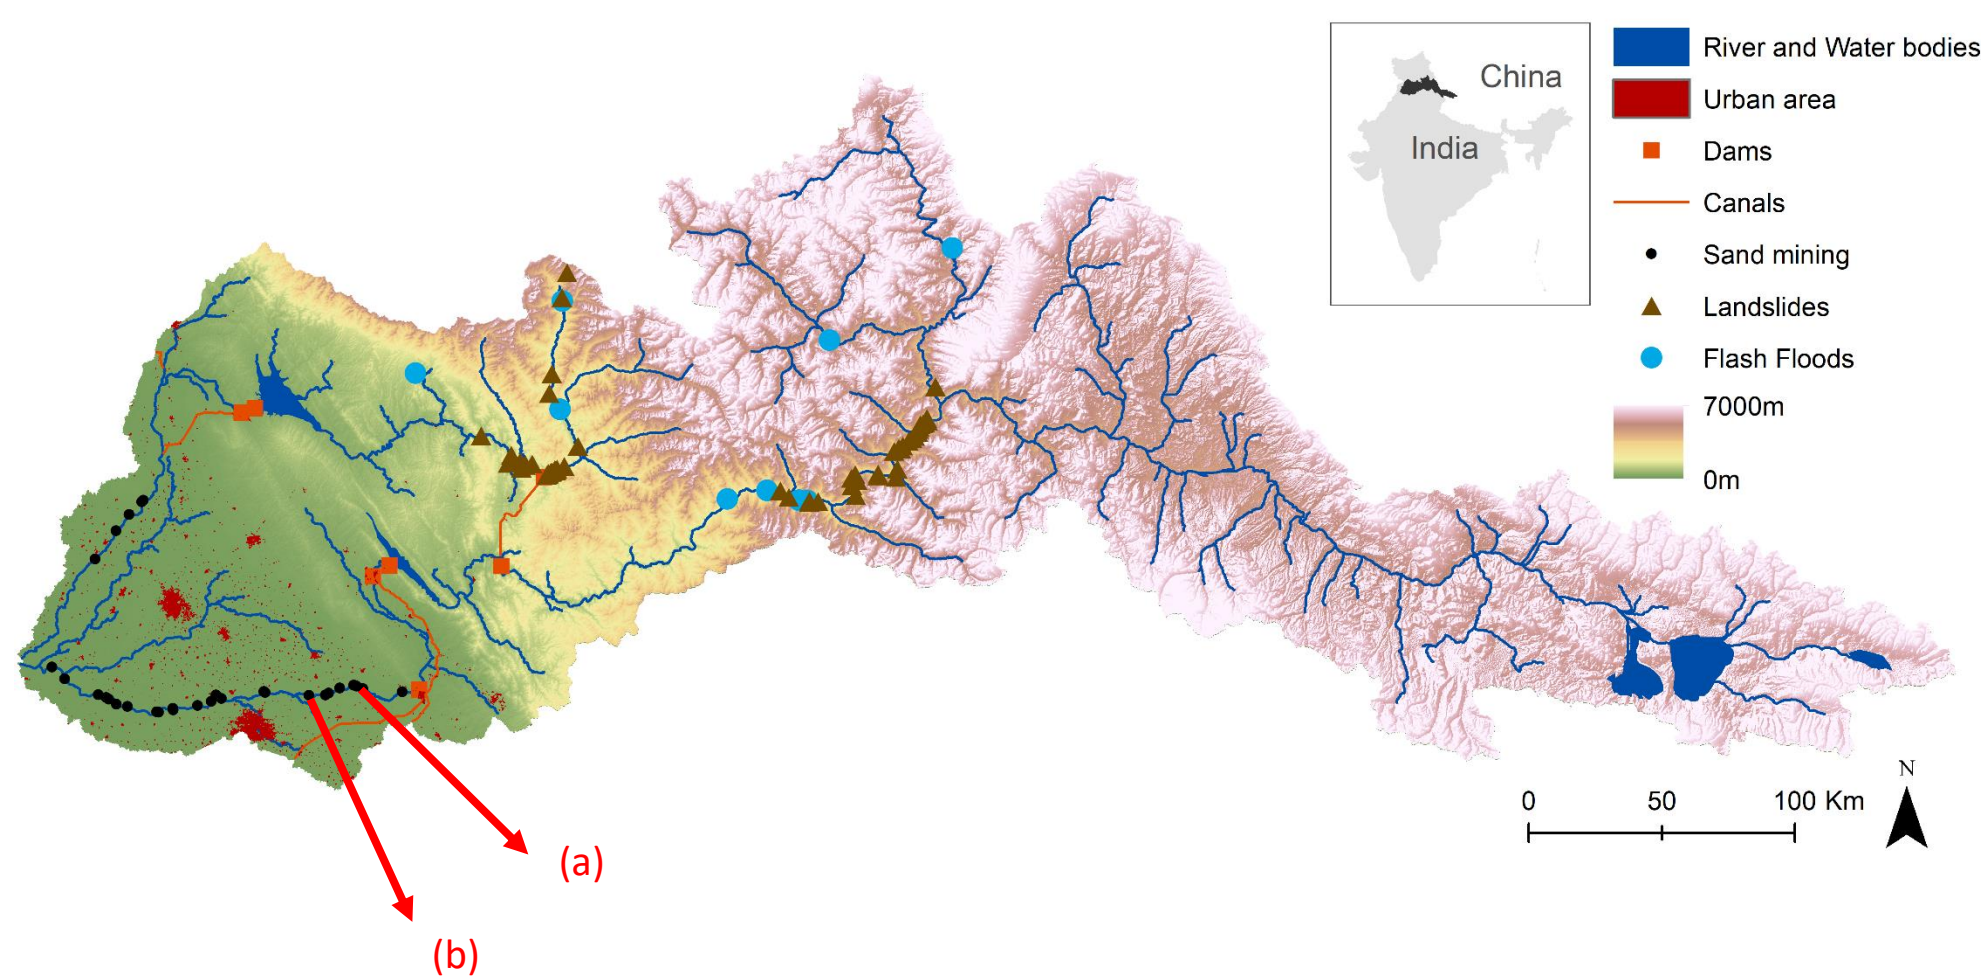 China
India
River and Water bodies
Urban area
Dams
Canals
Sand mining
Landslides
Flash Floods
7000m
0m
N
0 50 100 Km
(a)
(b)